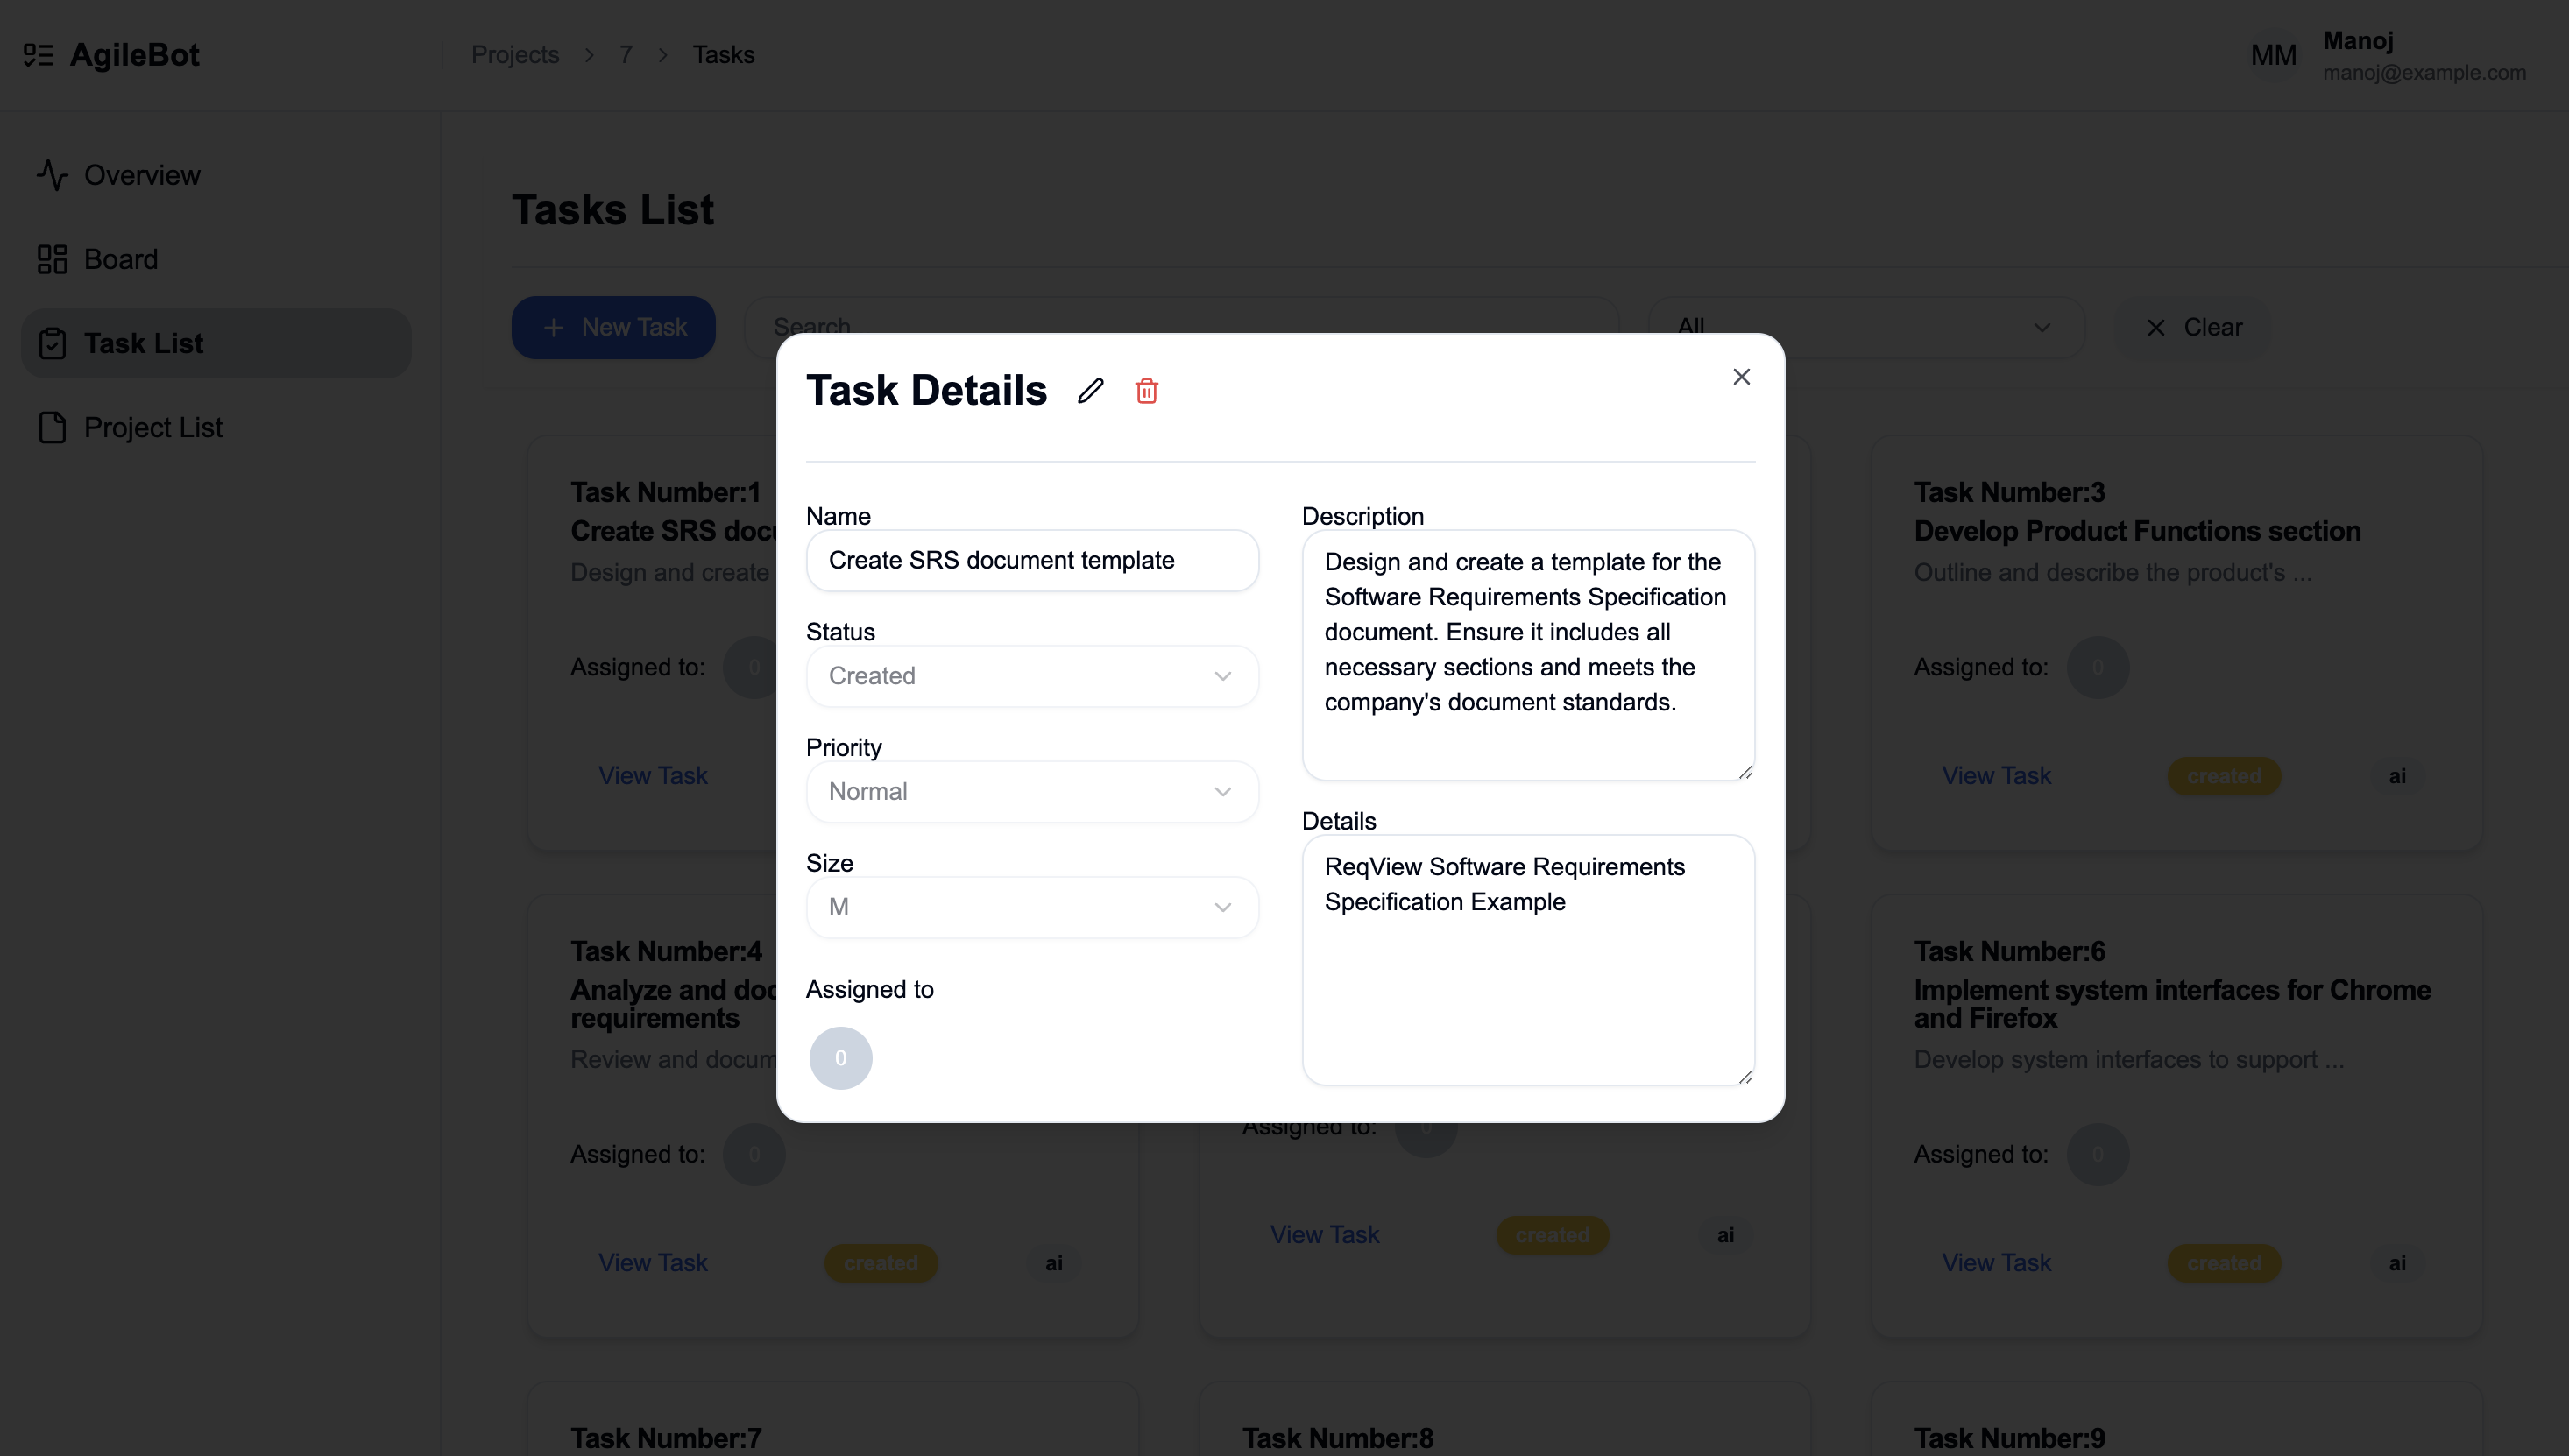 AgileBot
Projects > 7 > Tasks
MM
Manoj
manoj@example.com
Overview
Board
Task List
Project List
Tasks List
New Task
Search
All
Clear
Task Details
Name
Create SRS document template
Status
Created
Priority
Normal
Size
M
Assigned to
0
Description
Design and create a template for the
Software Requirements Specification
document. Ensure it includes all
necessary sections and meets the
company's document standards.
Details
ReqView Software Requirements
Specification Example
Task Number:1
Create SRS
Design and create
Assigned to:
0
View Task
Task Number:3
Develop Product Functions section
Outline and describe the product's ...
Assigned to:
0
View Task
created
ai
Task Number:4
Analyze and
requirements
Review and
Assigned to:
0
View Task
created
ai
Assigned to:
0
View Task
created
ai
Task Number:6
Implement system interfaces for Chrome
and Firefox
Develop system interfaces to support ...
Assigned to:
0
View Task
created
ai
Task Number:7
Task Number:8
Task Number:9